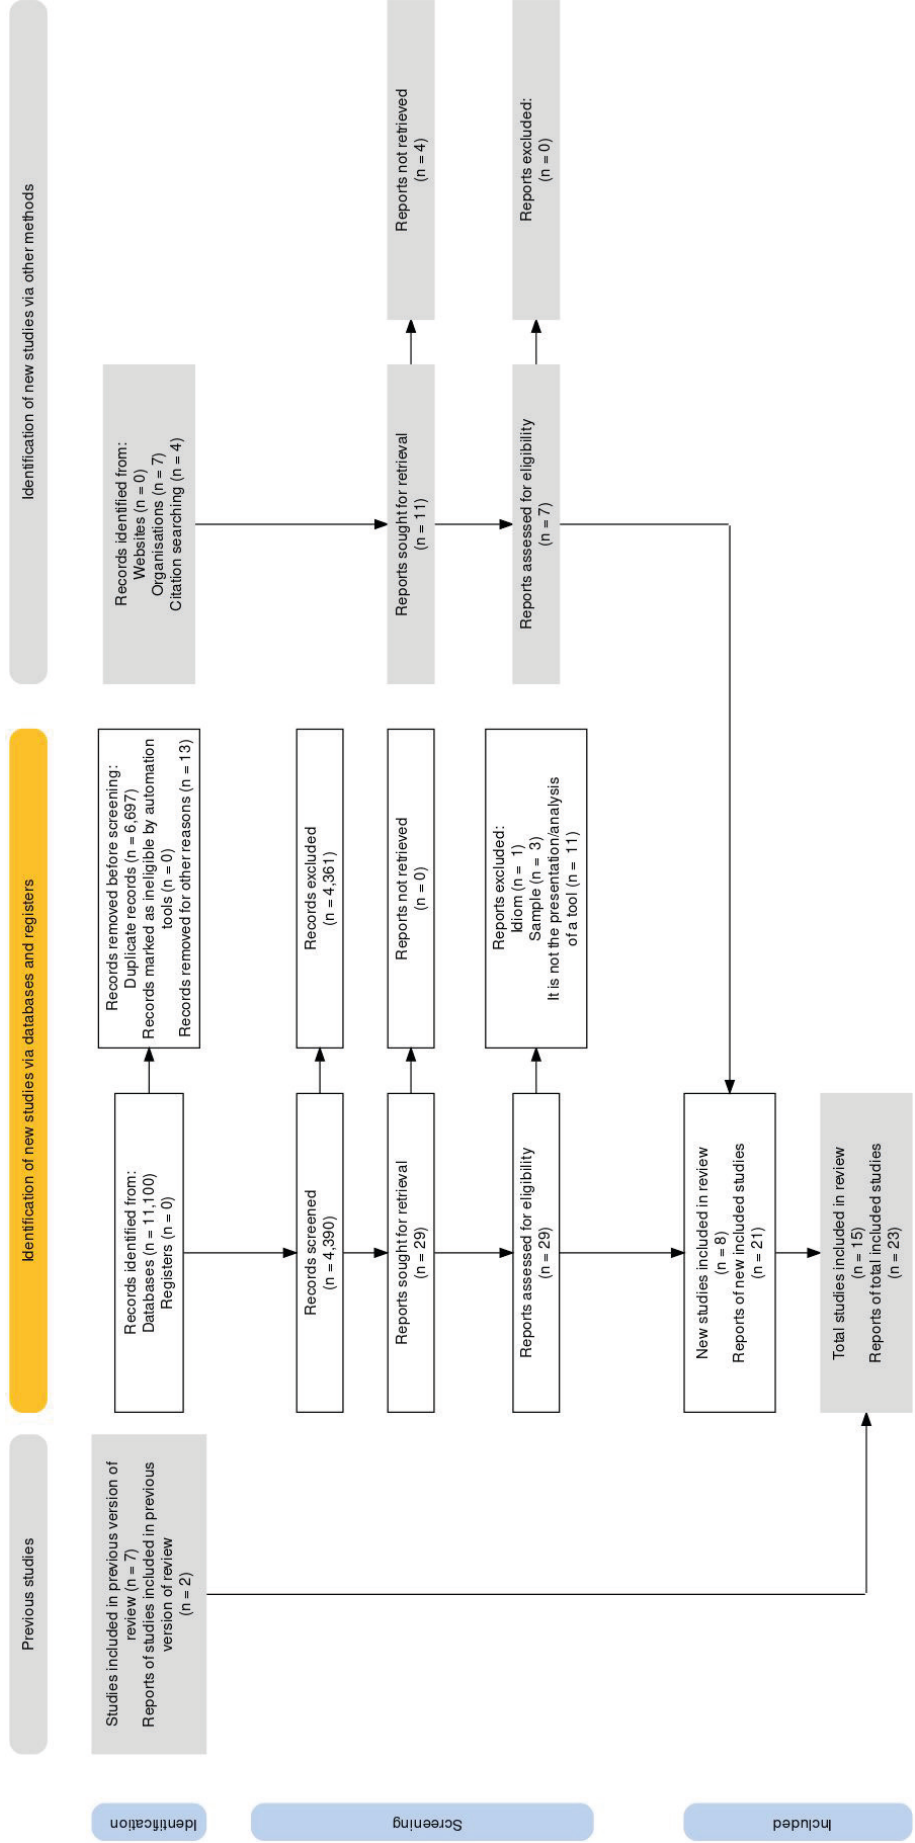 Previous studies
Identification of new studies via databases and registers
Identification of new studies via other methods
Identification
Studies included in previous version of
review (n = 7)
Reports of studies included in previous
version of review
(n = 2)
Records identified from:
Databases (n = 11,100)
Registers (n = 0)
Records removed before screening:
Duplicate records (n = 6,697)
Records marked as ineligible by automation
tools (n = 0)
Records removed for other reasons (n = 13)
Records identified from:
Websites (n = 0)
Organisations (n = 7)
Citation searching (n = 4)
Screening
Records screened
(n = 4,390)
Records excluded
(n = 4,361)
Reports sought for retrieval
(n = 29)
Reports not retrieved
(n = 0)
Reports sought for retrieval
(n = 11)
Reports not retrieved
(n = 4)
Reports assessed for eligibility
(n = 29)
Reports excluded:
Idiom (n = 1)
Sample (n = 3)
It is not the presentation/analysis
of a tool (n = 11)
Reports assessed for eligibility
(n = 7)
Reports excluded:
(n = 0)
Included
New studies included in review
(n = 8)
Reports of new included studies
(n = 21)
Total studies included in review
(n = 15)
Reports of total included studies
(n = 23)